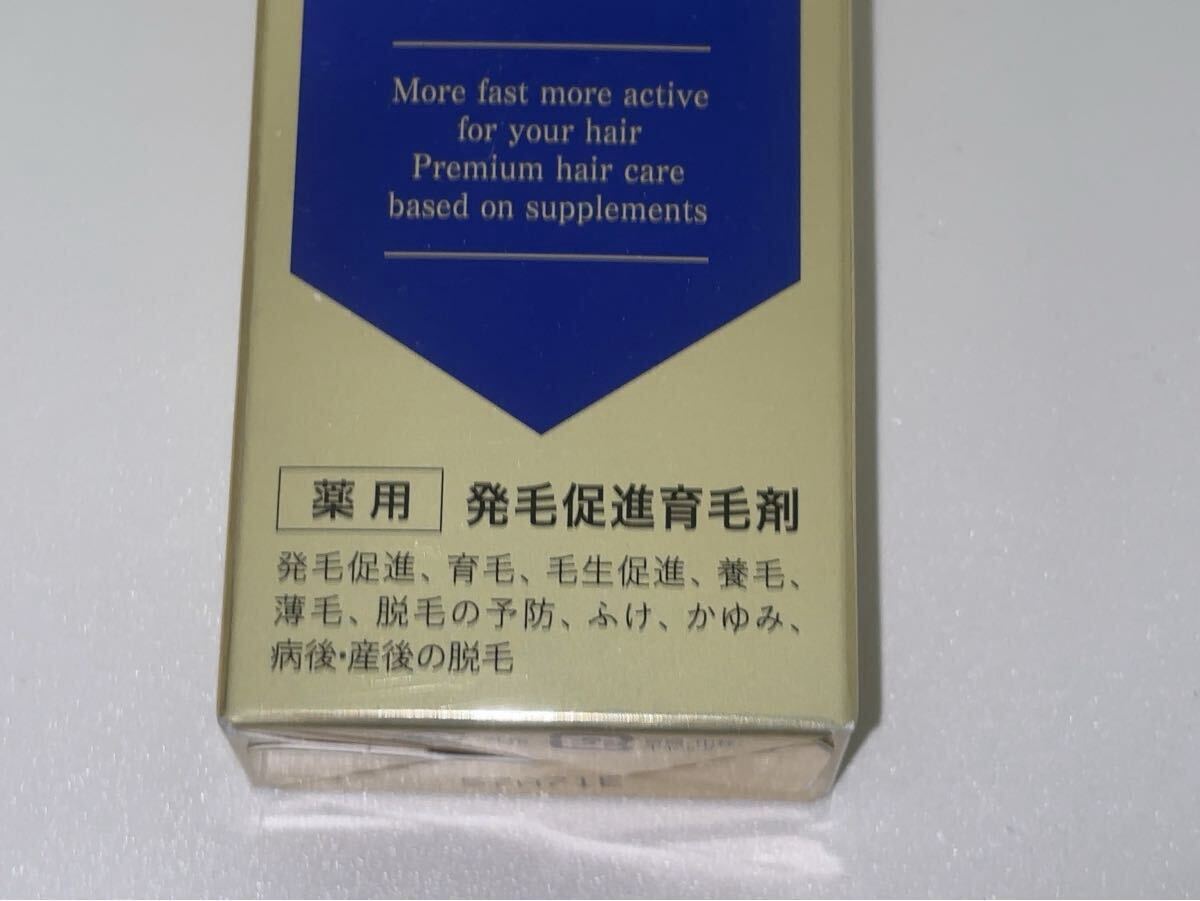 More fast more active
for your hair
Premium hair care
based on supplements
薬用 発毛促進育毛剤
発毛促進、育毛、毛生促進、養毛、
薄毛、脱毛の予防、ふけ、かゆみ、
病後・産後の脱毛